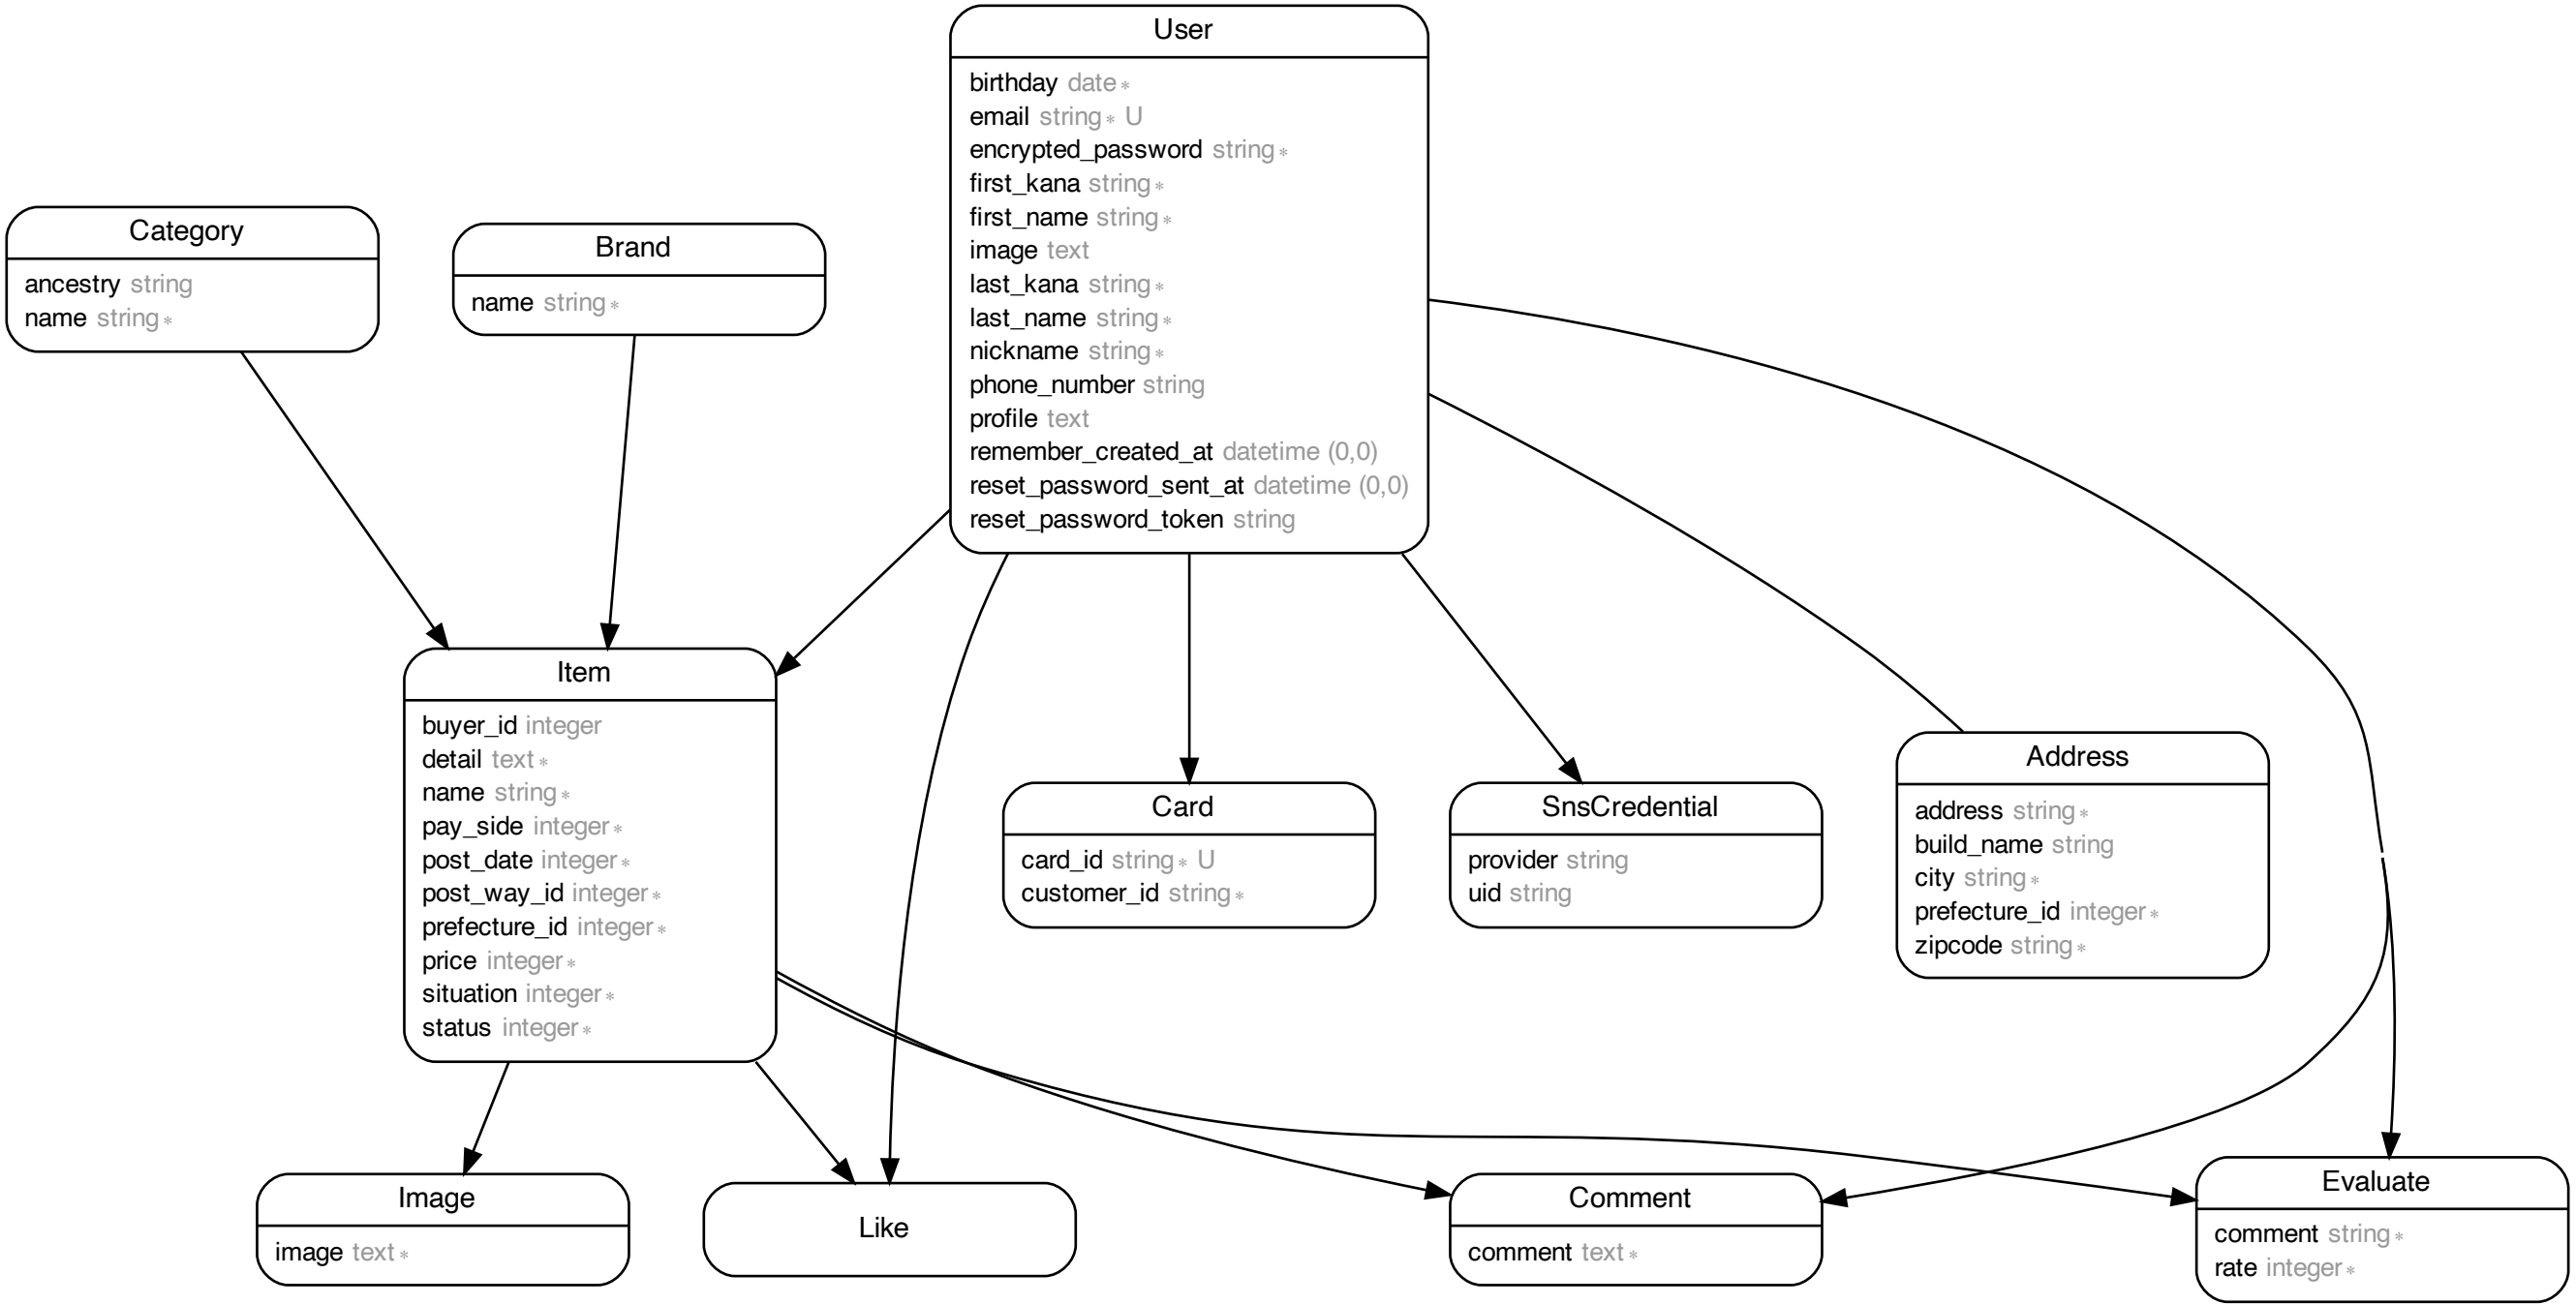 User
birthday date∗
email string∗ U
encrypted_password string∗
first_kana string∗
first_name string∗
image text
last_kana string∗
last_name string∗
nickname string∗
phone_number string
profile text
remember_created_at datetime (0,0)
reset_password_sent_at datetime (0,0)
reset_password_token string
Category
ancestry string
name string∗
Brand
name string∗
Item
buyer_id integer
detail text∗
name string∗
pay_side integer∗
post_date integer∗
post_way_id integer∗
prefecture_id integer∗
price integer∗
situation integer∗
status integer∗
Card
card_id string∗ U
customer_id string∗
SnsCredential
provider string
uid string
Address
address string∗
build_name string
city string∗
prefecture_id integer∗
zipcode string∗
Image
image text∗
Like
Comment
comment text∗
Evaluate
comment string∗
rate integer∗